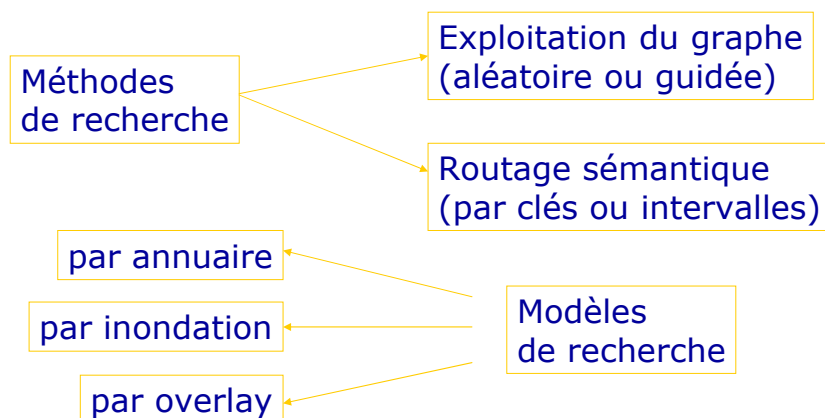 Méthodes
de recherche
Exploitation du graphe
(aléatoire ou guidée)
Routage sémantique
(par clés ou intervalles)
par annuaire
par inondation
par overlay
Modèles
de recherche